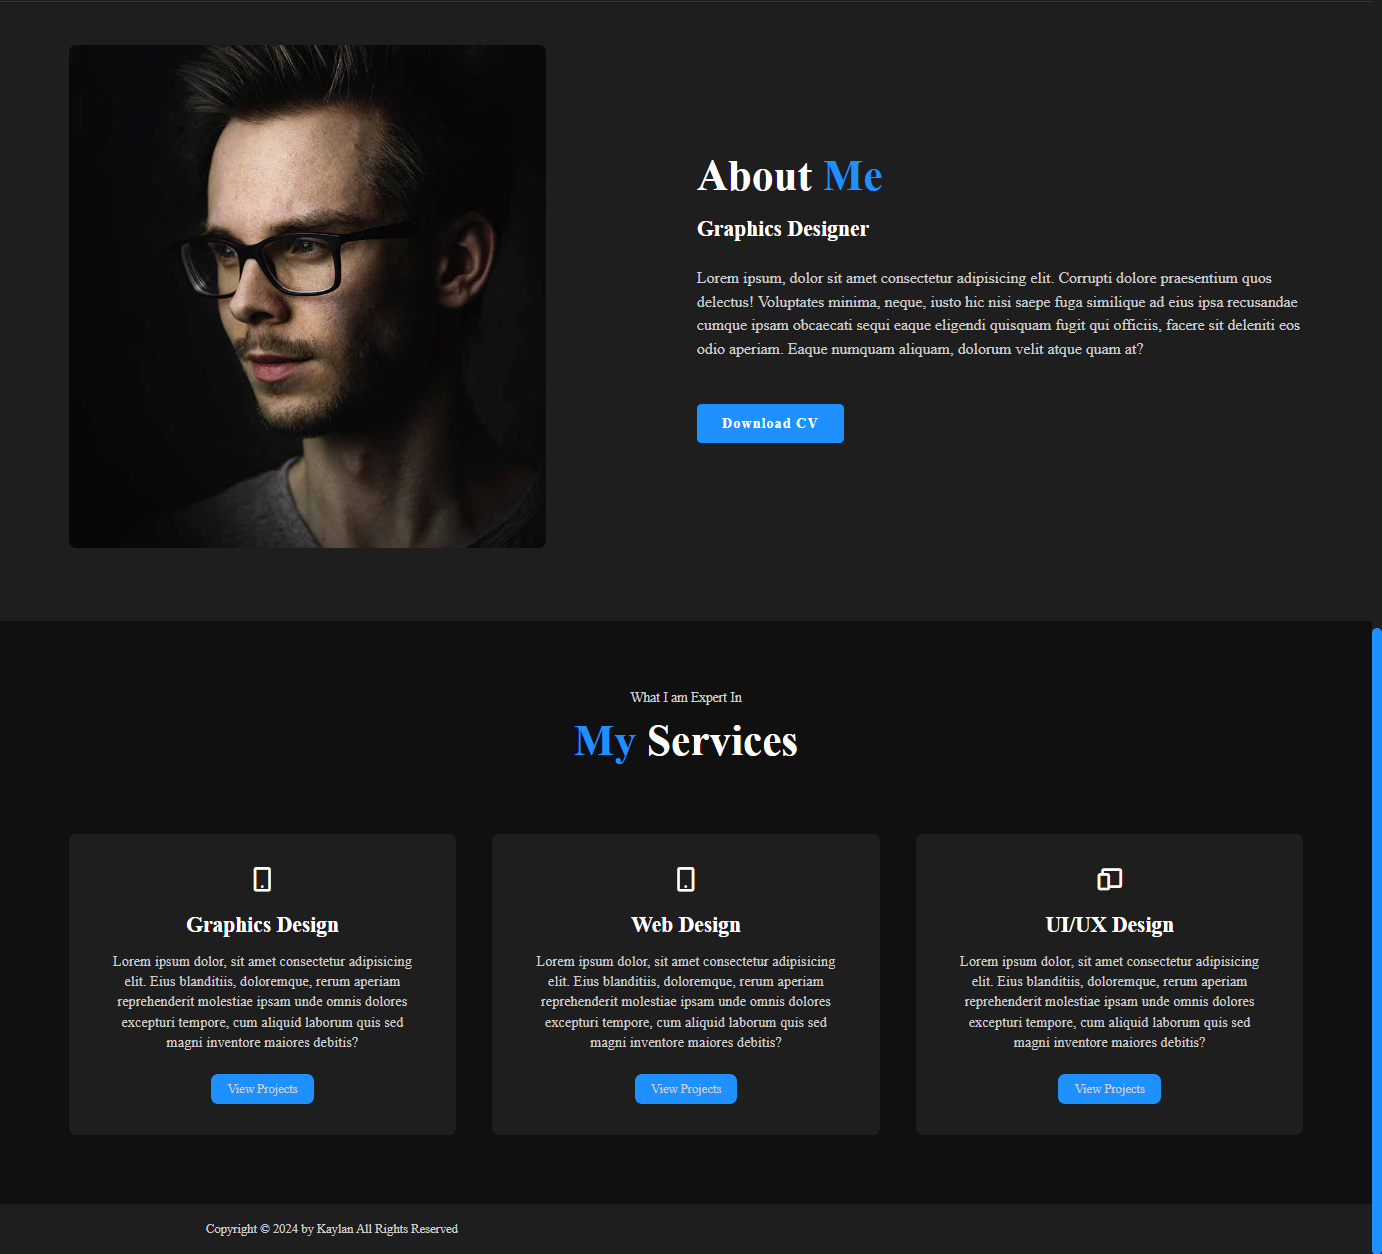 About Me
Graphics Designer
Lorem ipsum, dolor sit amet consectetur adipisicing elit. Corrupti dolore praesentium quos
delectus! Voluptates minima, neque, iusto hic nisi saepe fuga similique ad eius ipsa recusandae
cumque ipsam obcaecati sequi eaque eligendi quisquam fugit qui officiis, facere sit deleniti eos
odio aperiam. Eaque numquam aliquam, dolorum velit atque quam at?
Download CV
What I am Expert In
My Services
Graphics Design
Lorem ipsum dolor, sit amet consectetur adipisicing
elit. Eius blanditiis, doloremque, rerum aperiam
reprehenderit molestiae ipsam unde omnis dolores
excepturi tempore, cum aliquid laborum quis sed
magni inventore maiores debitis?
View Projects
Web Design
Lorem ipsum dolor, sit amet consectetur adipisicing
elit. Eius blanditiis, doloremque, rerum aperiam
reprehenderit molestiae ipsam unde omnis dolores
excepturi tempore, cum aliquid laborum quis sed
magni inventore maiores debitis?
View Projects
UI/UX Design
Lorem ipsum dolor, sit amet consectetur adipisicing
elit. Eius blanditiis, doloremque, rerum aperiam
reprehenderit molestiae ipsam unde omnis dolores
excepturi tempore, cum aliquid laborum quis sed
magni inventore maiores debitis?
View Projects
Copyright © 2024 by Kaylan All Rights Reserved